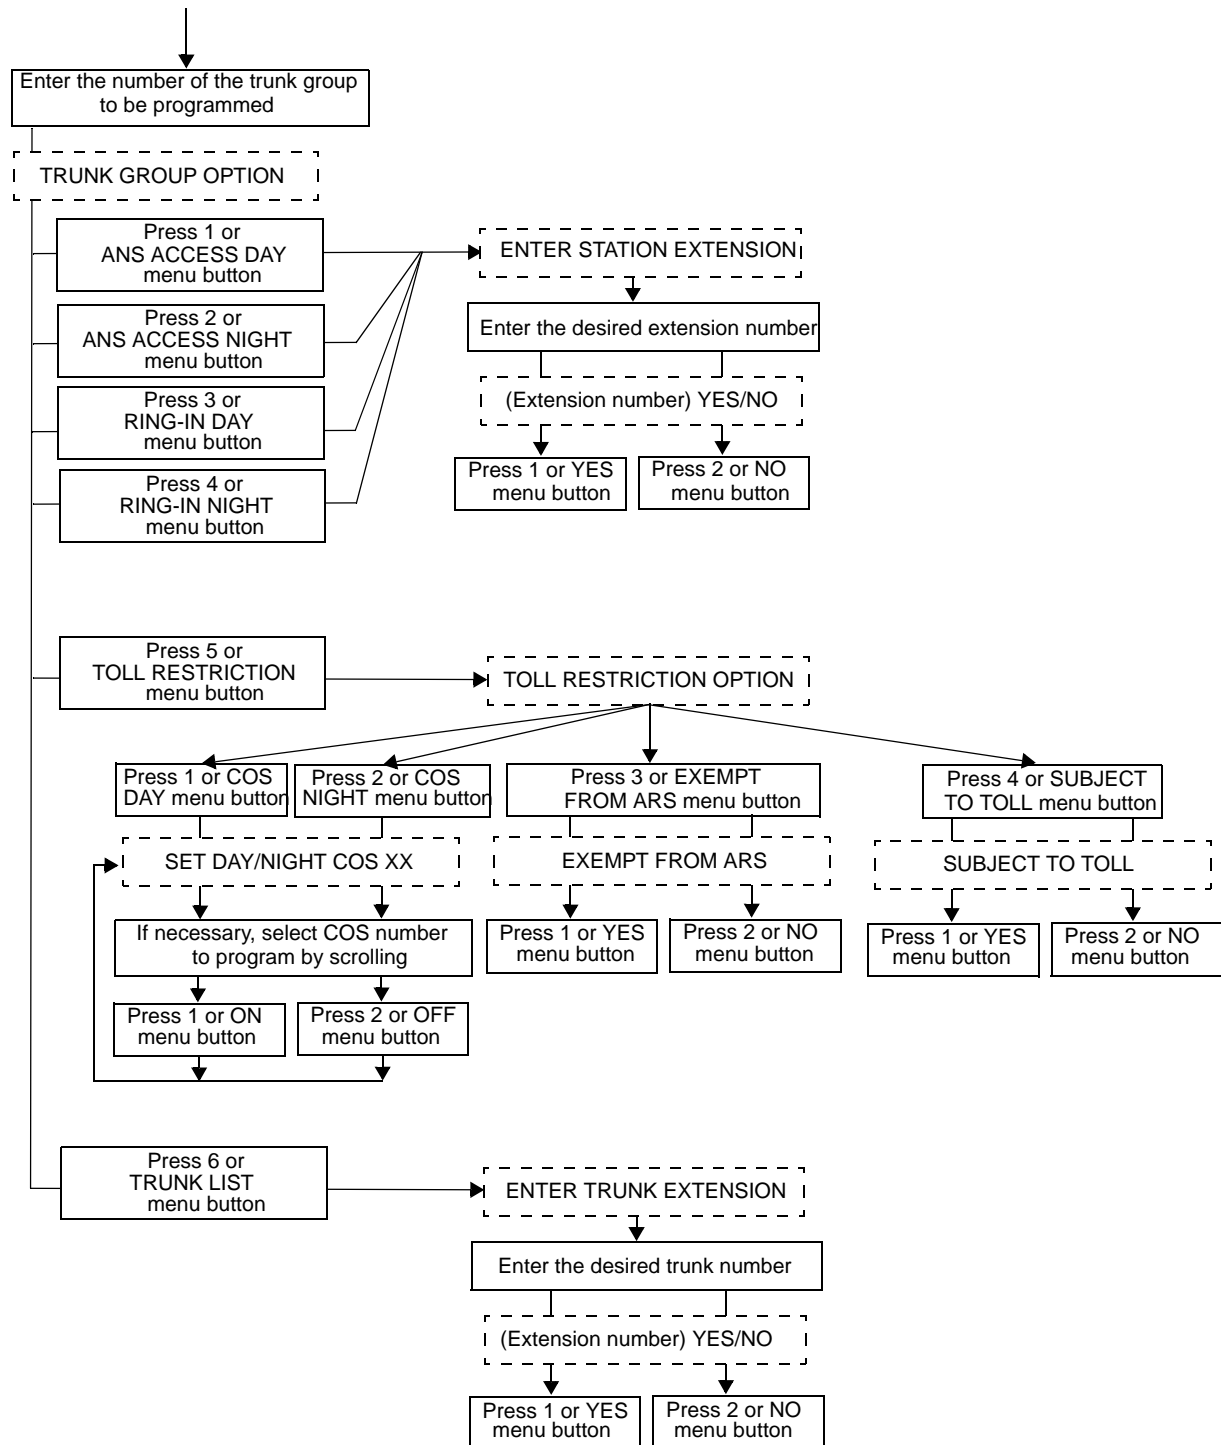 Enter the number of the trunk group
to be programmed
TRUNK GROUP OPTION
Press 1 or
ANS ACCESS DAY
menu button
ENTER STATION EXTENSION
Press 2 or
ANS ACCESS NIGHT
menu button
Enter the desired extension number
Press 3 or
RING-IN DAY
menu button
(Extension number) YES/NO
Press 4 or
RING-IN NIGHT
menu button
Press 1 or YES
menu button
Press 2 or NO
menu button
Press 5 or
TOLL RESTRICTION
menu button
TOLL RESTRICTION OPTION
Press 1 or COS
DAY menu button
Press 2 or COS
NIGHT menu button
Press 3 or EXEMPT
FROM ARS menu button
Press 4 or SUBJECT
TO TOLL menu button
SET DAY/NIGHT COS XX
EXEMPT FROM ARS
SUBJECT TO TOLL
If necessary, select COS number
to program by scrolling
Press 1 or YES
menu button
Press 2 or NO
menu button
Press 1 or YES
menu button
Press 2 or NO
menu button
Press 1 or ON
menu button
Press 2 or OFF
menu button
Press 6 or
TRUNK LIST
menu button
ENTER TRUNK EXTENSION
Enter the desired trunk number
(Extension number) YES/NO
Press 1 or YES
menu button
Press 2 or NO
menu button